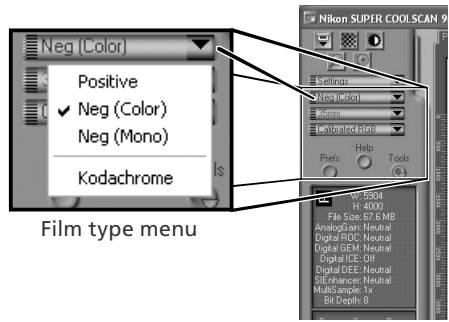 Neg (Color)
Positive
Neg (Color)
Neg (Mono)
Kodachrome
Film type menu
Nikon SUPER COOLSCAN 9
Settings
Neg (Color)
35mm
Calibrated RGB
Help
Prefs
Tools
W: 5904
H: 4000
File Size: 67.6 MB
AnalogGain: Neutral
Digital ROC: Neutral
Digital GEM: Neutral
Digital ICE: Off
Digital DEE: Neutral
SIEnhancer: Neutral
MultiSample: 1x
Bit Depth: 8